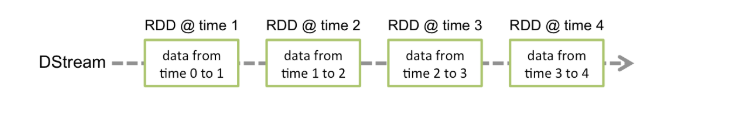 RDD @ time 1 RDD @ time 2 RDD @ time 3 RDD @ time 4
DStream
data from
time 0 to 1
data from
time 1 to 2
data from
time 2 to 3
data from
time 3 to 4